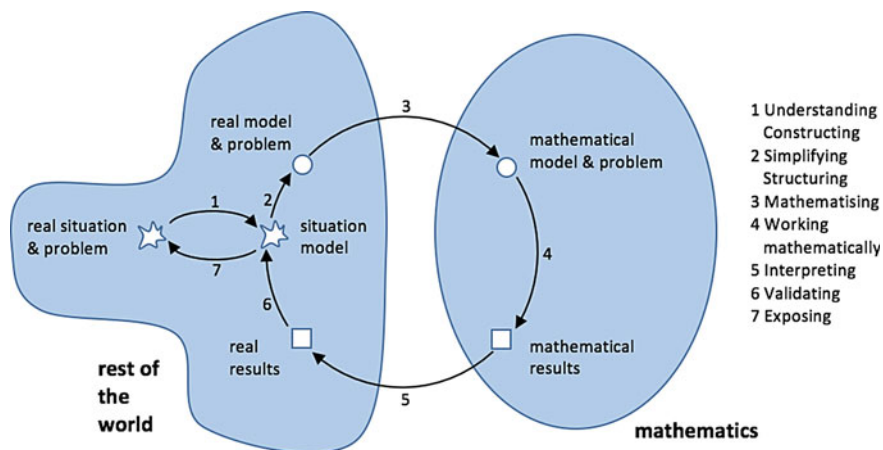 real model
& problem
3
mathematical
model & problem
1
2
real situation
& problem
situation
model
7
4
6
real
results
mathematical
results
5
rest of
the
world
mathematics
1 Understanding
Constructing
2 Simplifying
Structuring
3 Mathematising
4 Working
mathematically
5 Interpreting
6 Validating
7 Exposing